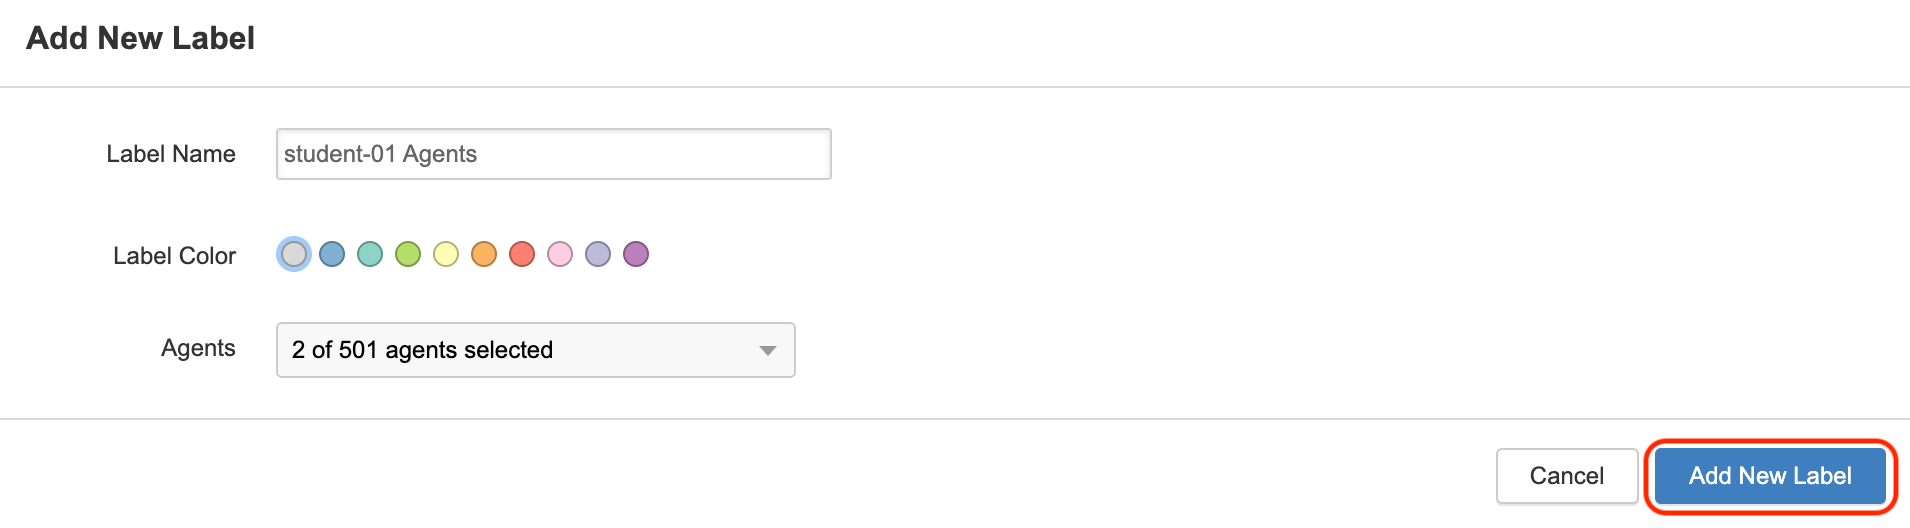 Add New Label
Label Name
student-01 Agents
Label Color
Agents
2 of 501 agents selected
Cancel
Add New Label